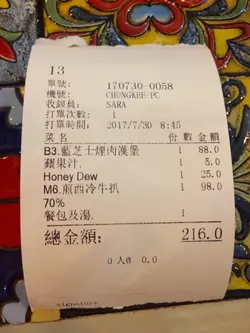 13
單號: 170730-0058
機號: CHUNGKEE-PC
收銀員: SARA
打單次數: 1
打單時間: 2017/7/30 8:45
菜名 份數 金額
B3.藍芝士煙肉漢堡 1 88.0
蘋果汁. 1 5.0
Honey Dew 1 25.0
M6.煎西冷牛扒 1 98.0
70%
餐包及湯. 1
總金額: 216.0
0 人@ 0.0
signature